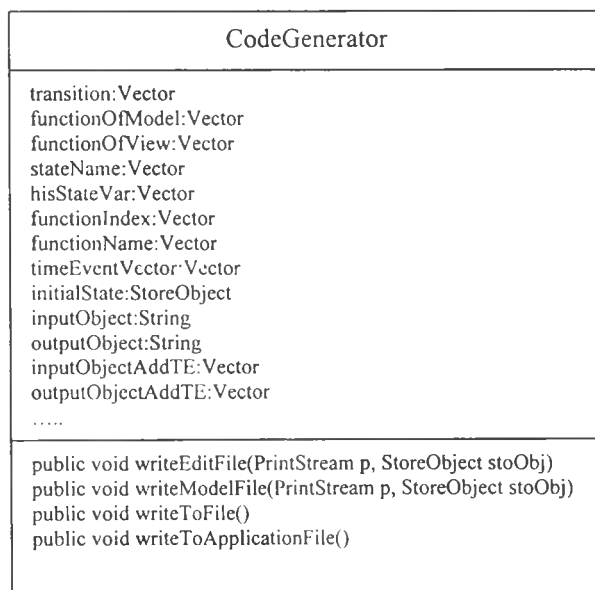 CodeGenerator
transition:Vector
functionOfModel:Vector
functionOfView:Vector
stateName:Vector
hisStateVar:Vector
functionIndex:Vector
functionName:Vector
timeEventVector:Vector
initialState:StoreObject
inputObject:String
outputObject:String
inputObjectAddTE:Vector
outputObjectAddTE:Vector
.....
public void writeEditFile(PrintStream p, StoreObject stoObj)
public void writeModelFile(PrintStream p, StoreObject stoObj)
public void writeToFile()
public void writeToApplicationFile()